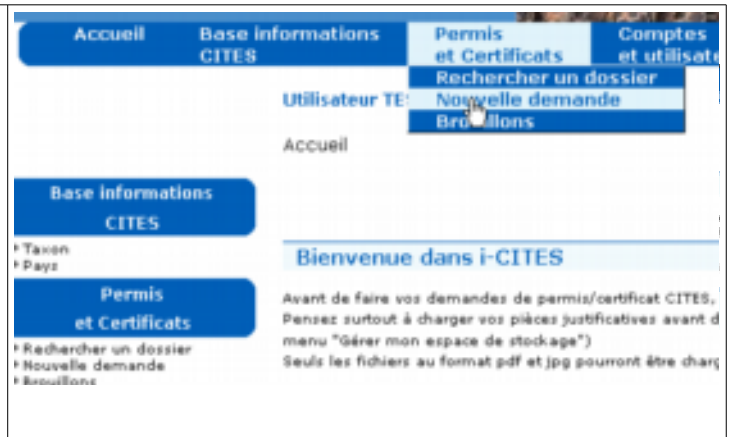 Accueil
Base informations
CITES
Permis
et Certificats
Comptes
et utilisate
Rechercher un dossier
Nouvelle demande
Brouillons
Utilisateur TES
Accueil
Base informations
CITES
Taxon
Pays
Permis
et Certificats
Rechercher un dossier
Nouvelle demande
Brouillons
Bienvenue dans i-CITES
Avant de faire vos demandes de permis/certificat CITES,
Pensez surtout à charger vos pièces justificatives avant d
menu "Gérer mon espace de stockage")
Seuls les fichiers au format pdf et jpg pourront être charg